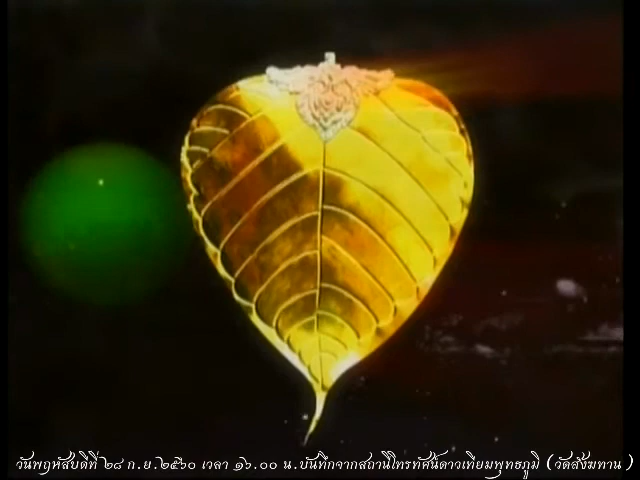 วันพฤหัสบดีที่ ๒๘ ก.ย.๒๕๖๐ เวลา ๑๖.๐๐ น.บันทึกจากสถานีโทรทัศน์ดาวเทียมพุทธภูมิ ( วัดสังฆทาน )